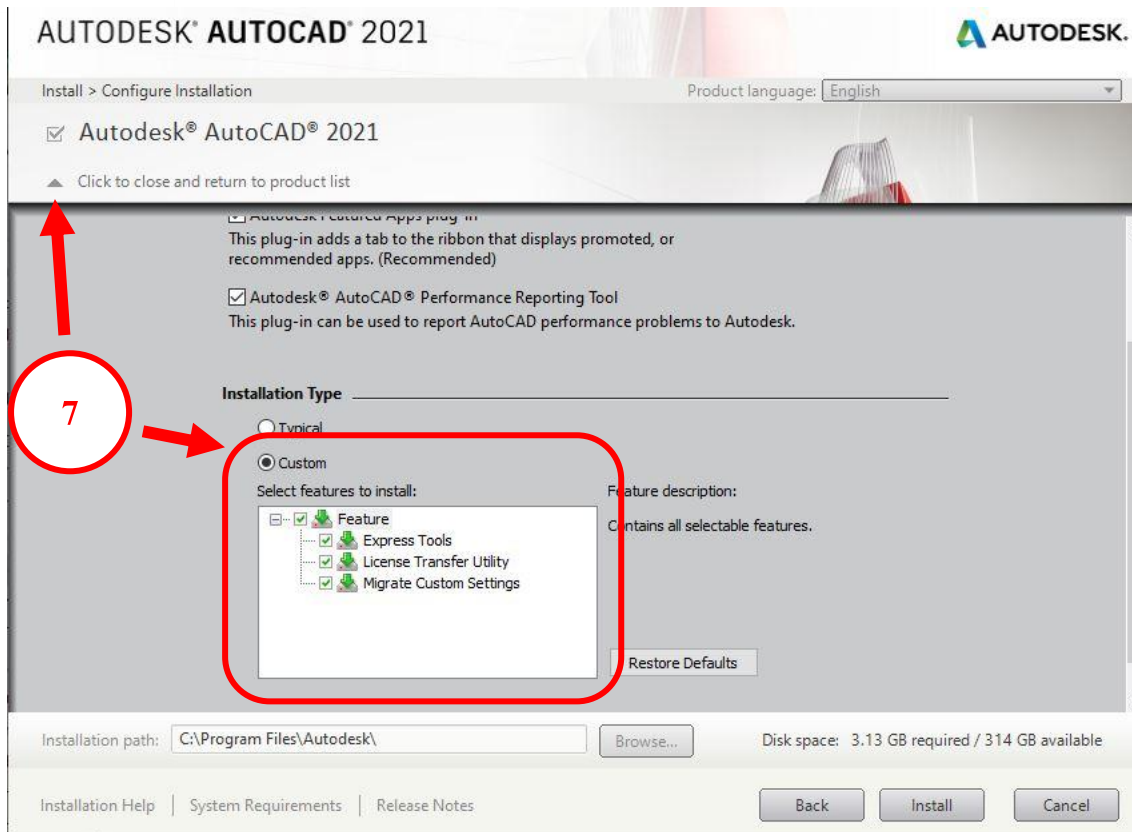 AUTODESK® AUTOCAD® 2021
AUTODESK.
Install > Configure Installation
Product language: English
Autodesk® AutoCAD® 2021
Click to close and return to product list
Autodesk Featured Apps plug-in
This plug-in adds a tab to the ribbon that displays promoted, or
recommended apps. (Recommended)
Autodesk® AutoCAD® Performance Reporting Tool
This plug-in can be used to report AutoCAD performance problems to Autodesk.
7
Installation Type
Typical
Custom
Select features to install:
Feature description:
Feature
Contains all selectable features.
Express Tools
License Transfer Utility
Migrate Custom Settings
Restore Defaults
Installation path: C:\Program Files\Autodesk\ Browse... Disk space: 3.13 GB required / 314 GB available
Installation Help | System Requirements | Release Notes
Back Install Cancel